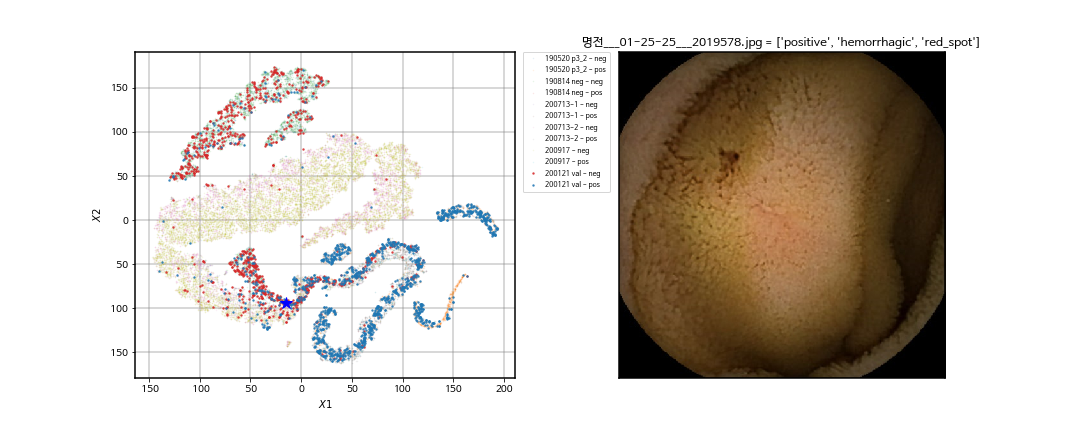 명전___01-25-25___2019578.jpg = ['positive', 'hemorrhagic', 'red_spot']
190520 p3_2 - neg
190520 p3_2 - pos
190814 neg - neg
190814 neg - pos
200713-1 - neg
200713-1 - pos
200713-2 - neg
200713-2 - pos
200917 - neg
200917 - pos
200121 val - neg
200121 val - pos
X2
150
100
50
0
50
100
150
150 100 50 0 50 100 150 200
X1